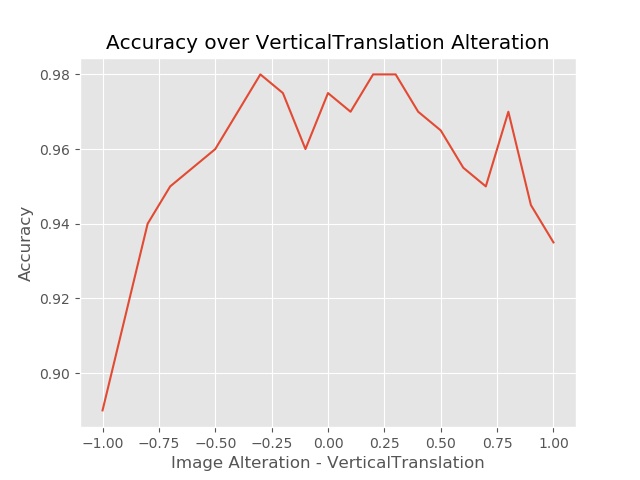 Accuracy over VerticalTranslation Alteration
0.98
0.96
0.94
0.92
0.90
Accuracy
−1.00 −0.75 −0.50 −0.25 0.00 0.25 0.50 0.75 1.00
Image Alteration - VerticalTranslation